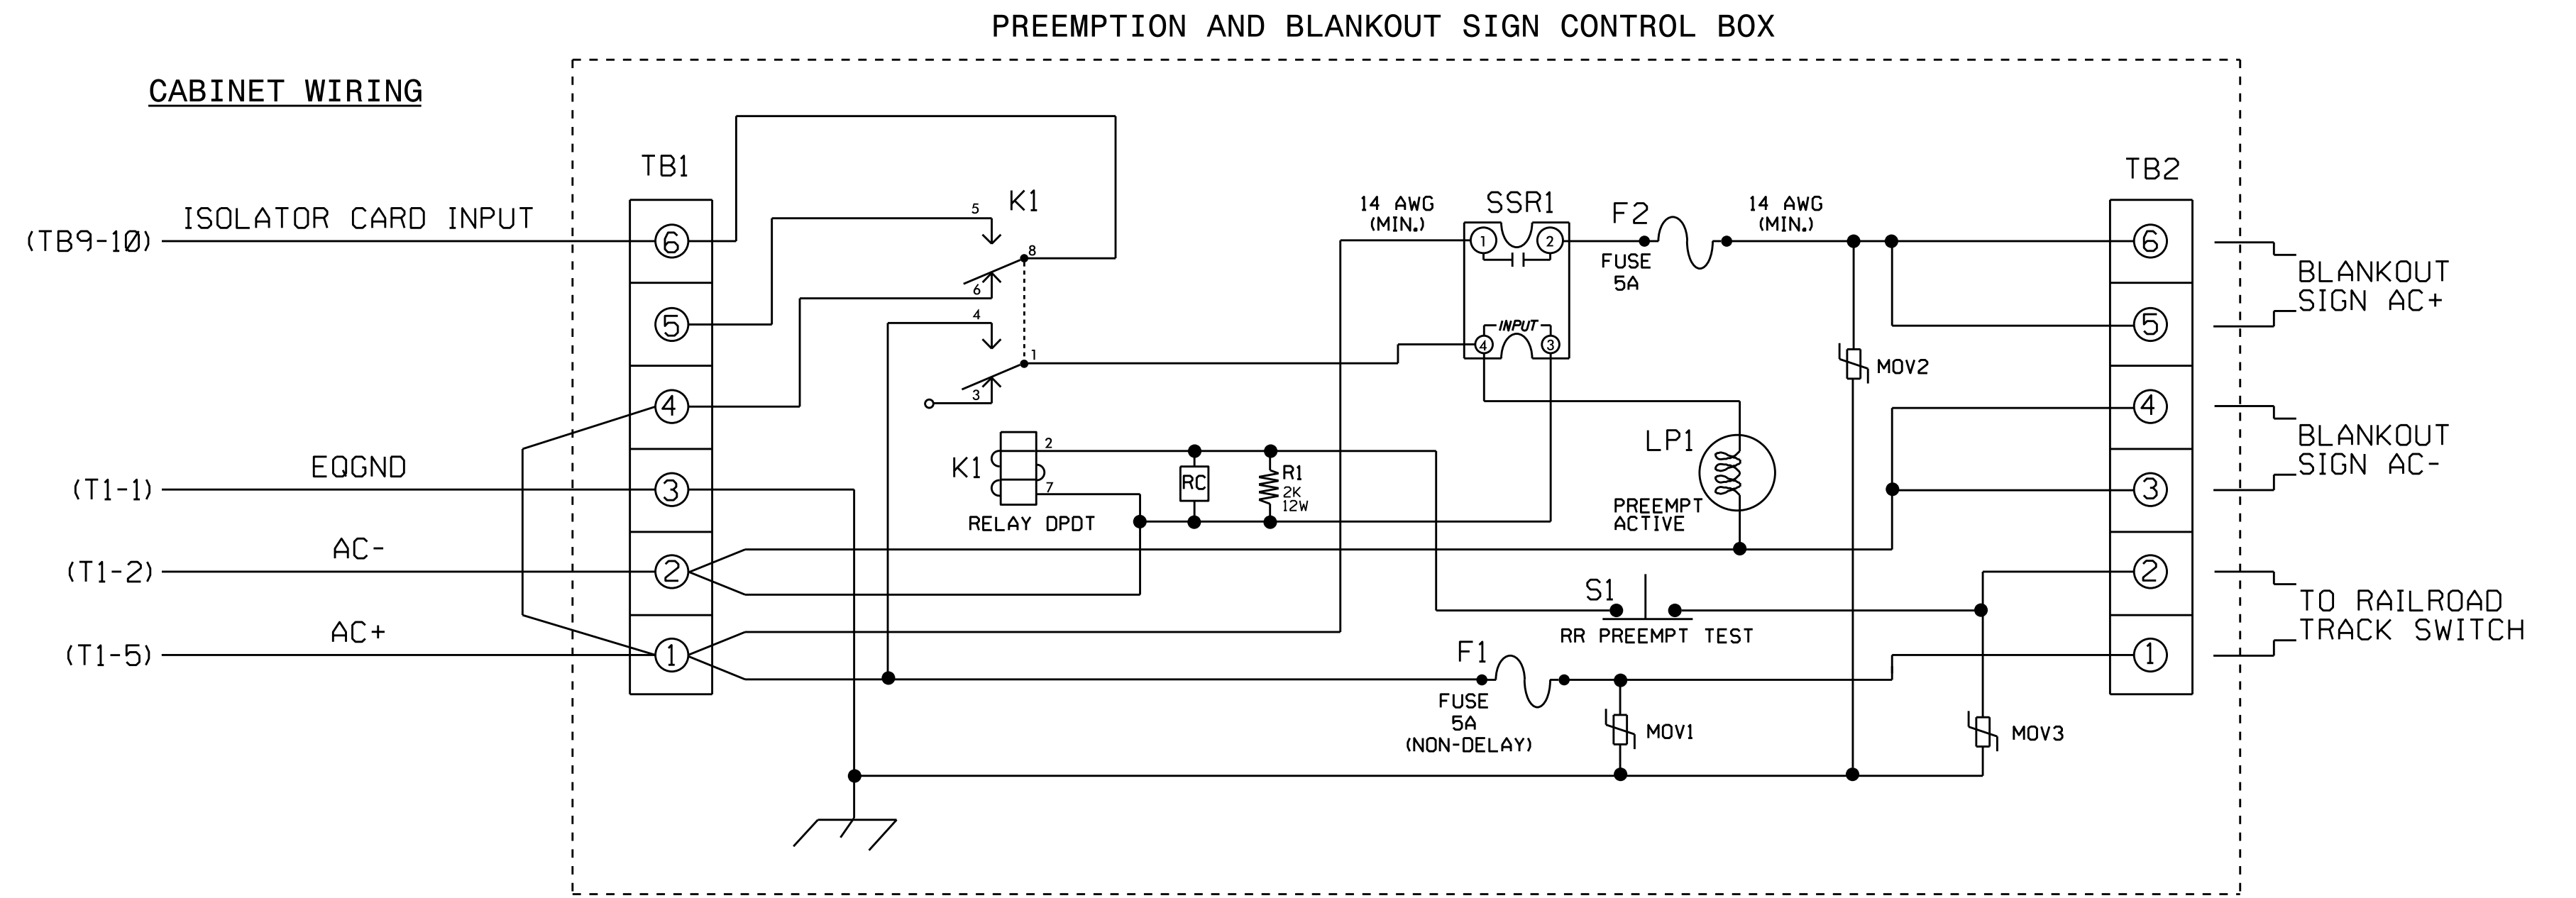 PREEMPTION AND BLANKOUT SIGN CONTROL BOX
CABINET WIRING
(TB9-10)
ISOLATOR CARD INPUT
(T1-1)
EQGND
(T1-2)
AC-
(T1-5)
AC+
TB1
6
5
4
3
2
1
K1
5
8
6
4
1
3
K1
2
7
RELAY DPDT
RC
R1
2K
12W
14 AWG
(MIN.)
SSR1
1
2
INPUT
4
3
F2
FUSE
5A
14 AWG
(MIN.)
MOV2
LP1
PREEMPT
ACTIVE
S1
RR PREEMPT TEST
F1
FUSE
5A
(NON-DELAY)
MOV1
MOV3
TB2
6
5
4
3
2
1
BLANKOUT
SIGN AC+
BLANKOUT
SIGN AC-
TO RAILROAD
TRACK SWITCH